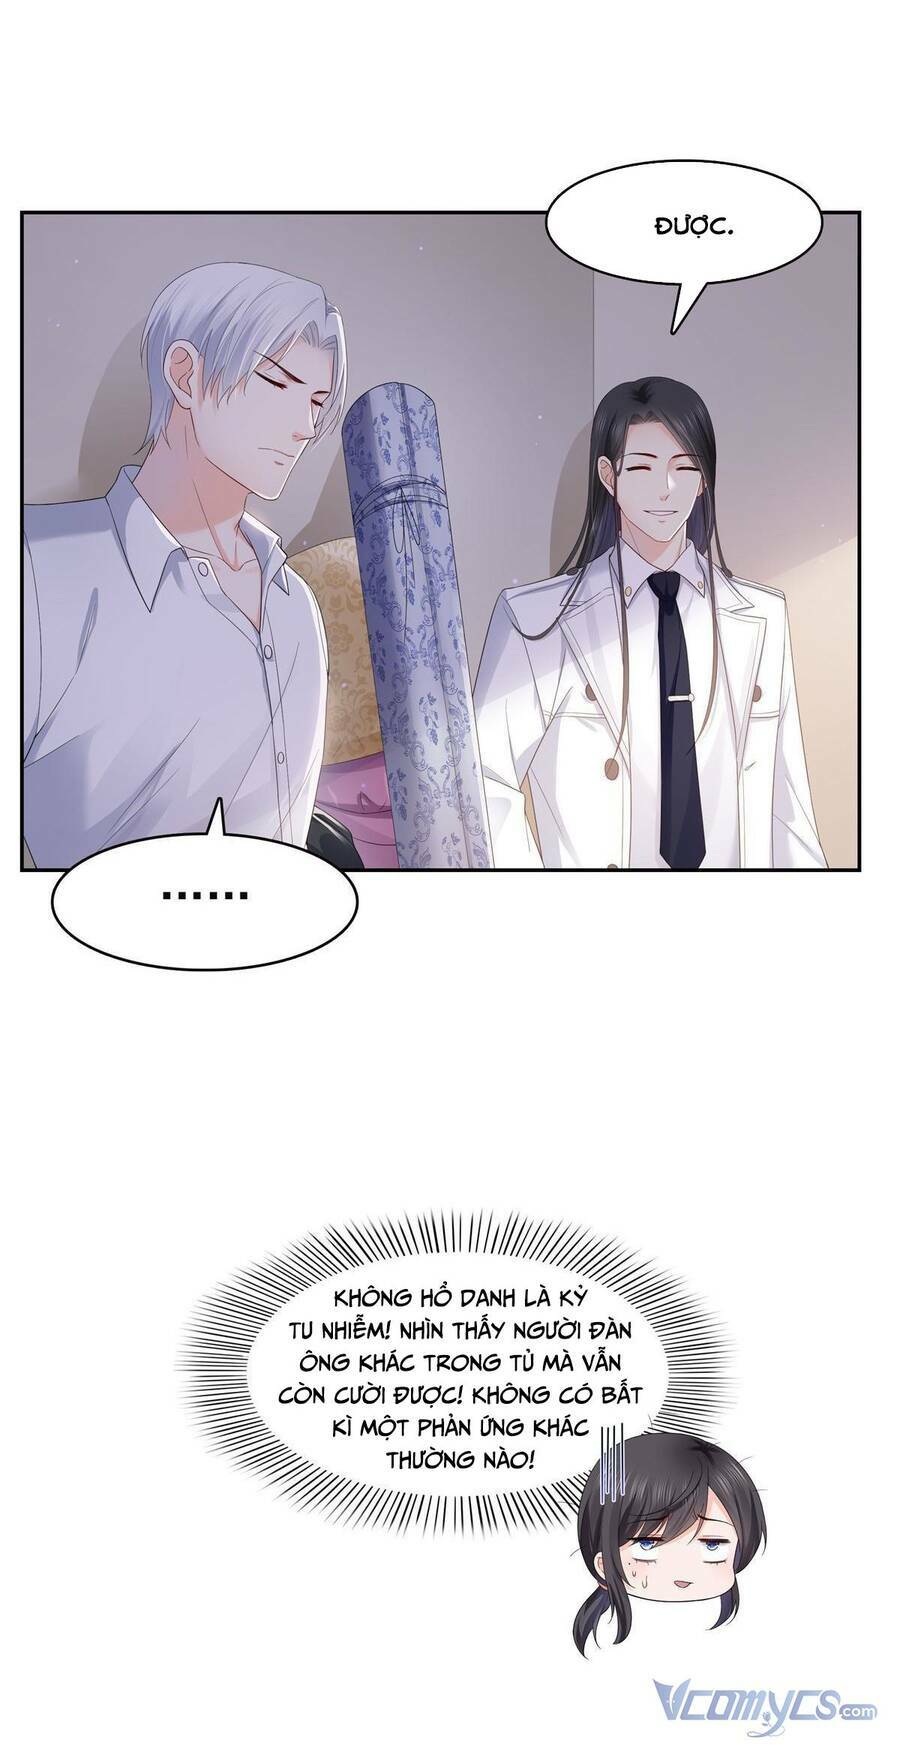 ĐƯỢC.
......
KHÔNG HỔ DANH LÀ KỶ
TU NHIỄM! NHÌN THẤY NGƯỜI ĐÀN
ÔNG KHÁC TRONG TỦ MÀ VẪN
CÒN CƯỜI ĐƯỢC! KHÔNG CÓ BẤT
KÌ MỘT PHẢN ỨNG KHÁC
THƯỜNG NÀO!
VCOMYCS.com